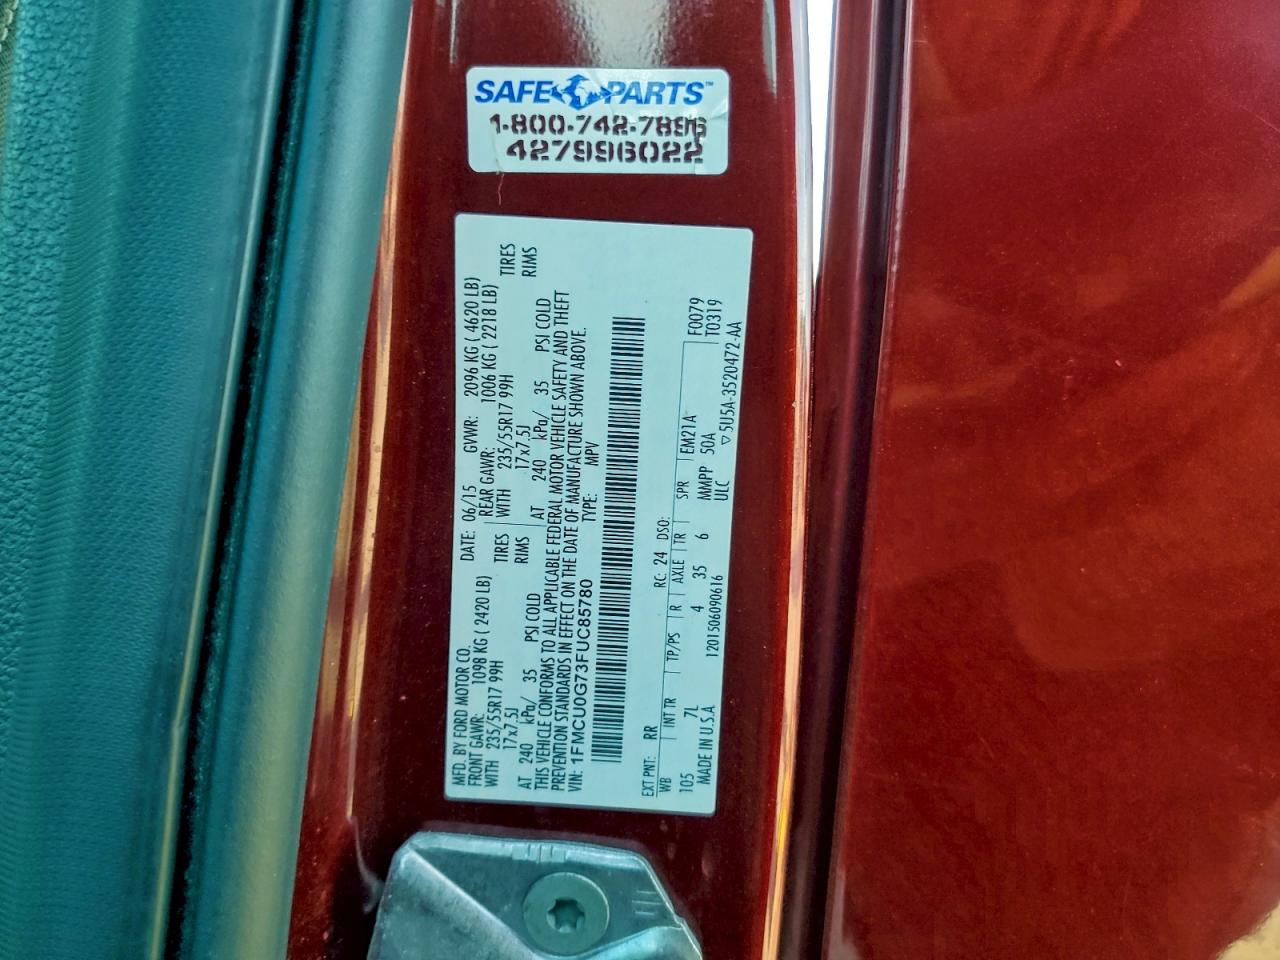 SAFE PARTS™
1-800-742-7896
427996022
MFD. BY FORD MOTOR CO.
DATE: 06/15 GVWR: 2096 KG ( 4620 LB)
FRONT GAWR: 1098 KG ( 2420 LB)
REAR GAWR: 1006 KG ( 2218 LB)
WITH 235/55R17 99H TIRES
WITH 235/55R17 99H TIRES
17x7.5J RIMS
17x7.5J RIMS
AT 240 kPa/ 35 PSI COLD
AT 240 kPa/ 35 PSI COLD
THIS VEHICLE CONFORMS TO ALL APPLICABLE FEDERAL MOTOR VEHICLE SAFETY AND THEFT
PREVENTION STANDARDS IN EFFECT ON THE DATE OF MANUFACTURE SHOWN ABOVE.
VIN: 1FMCU0G73FUC85780 TYPE: MPV
EXT PNT: RR RC: 24 DSO:
WB INT TR TP/PS R AXLE TR SPR EM21A F0079
105 7L 4 35 6 MMPP 50A T0319
ULC
MADE IN U.S.A 1201506090616 ▽5U5A-3520472-AA